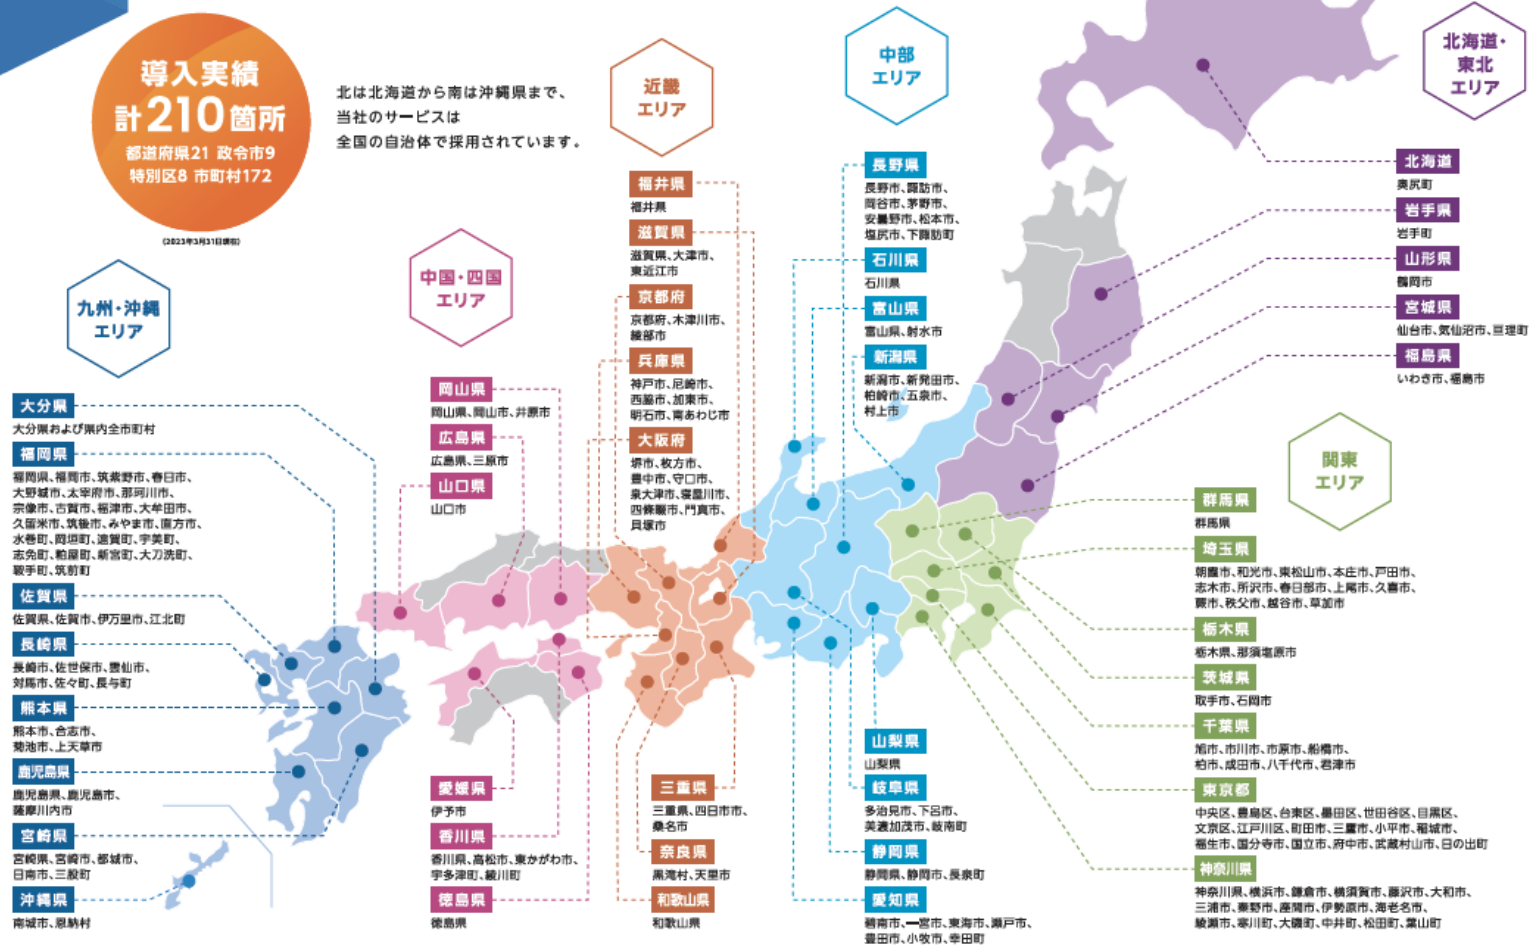 導入実績
計210箇所
都道府県21 政令市9
特別区8 市町村172
(2023年3月31日現在)
北は北海道から南は沖縄県まで、
当社のサービスは
全国の自治体で採用されています。
九州・沖縄
エリア
大分県
大分県および県内全市町村
福岡県
福岡県、福岡市、筑紫野市、春日市、
大野城市、太宰府市、那珂川市、
宗像市、古賀市、福津市、大牟田市、
久留米市、筑後市、みやま市、直方市、
水巻町、岡垣町、遠賀町、宇美町、
志免町、粕屋町、新宮町、大刀洗町、
鞍手町、筑前町
佐賀県
佐賀県、佐賀市、伊万里市、江北町
長崎県
長崎市、佐世保市、雲仙市、
対馬市、佐々町、長与町
熊本県
熊本市、合志市、
菊池市、上天草市
鹿児島県
鹿児島県、鹿児島市、
薩摩川内市
宮崎県
宮崎県、宮崎市、都城市、
日南市、三股町
沖縄県
南城市、恩納村
中国・四国
エリア
岡山県
岡山県、岡山市、井原市
広島県
広島県、三原市
山口県
山口市
愛媛県
伊予市
香川県
香川県、高松市、東かがわ市、
宇多津町、綾川町
徳島県
徳島県
近畿
エリア
福井県
福井県
滋賀県
滋賀県、大津市、
東近江市
京都府
京都府、木津川市、
綾部市
兵庫県
神戸市、尼崎市、
西脇市、加東市、
明石市、南あわじ市
大阪府
堺市、枚方市、
豊中市、守口市、
泉大津市、寝屋川市、
四條畷市、門真市、
貝塚市
三重県
三重県、四日市市、
桑名市
奈良県
黒滝村、天理市
和歌山県
和歌山県
中部
エリア
長野県
長野市、諏訪市、
岡谷市、茅野市、
安曇野市、松本市、
塩尻市、下諏訪町
石川県
石川県
富山県
富山県、射水市
新潟県
新潟市、新発田市、
柏崎市、五泉市、
村上市
山梨県
山梨県
岐阜県
多治見市、下呂市、
美濃加茂市、岐南町
静岡県
静岡県、静岡市、長泉町
愛知県
碧南市、一宮市、東海市、瀬戸市、
豊田市、小牧市、幸田町
北海道・
東北
エリア
北海道
奥尻町
岩手県
岩手町
山形県
鶴岡市
宮城県
仙台市、気仙沼市、亘理町
福島県
いわき市、福島市
関東
エリア
群馬県
群馬県
埼玉県
朝霞市、和光市、東松山市、本庄市、戸田市、
志木市、所沢市、春日部市、上尾市、久喜市、
蕨市、秩父市、越谷市、草加市
栃木県
栃木県、那須塩原市
茨城県
取手市、石岡市
千葉県
旭市、市川市、市原市、船橋市、
柏市、成田市、八千代市、君津市
東京都
中央区、豊島区、台東区、墨田区、世田谷区、目黒区、
文京区、江戸川区、町田市、三鷹市、小平市、稲城市、
福生市、国分寺市、国立市、府中市、武蔵村山市、日の出町
神奈川県
神奈川県、横浜市、鎌倉市、横須賀市、藤沢市、大和市、
三浦市、秦野市、座間市、伊勢原市、海老名市、
綾瀬市、寒川町、大磯町、中井町、松田町、葉山町